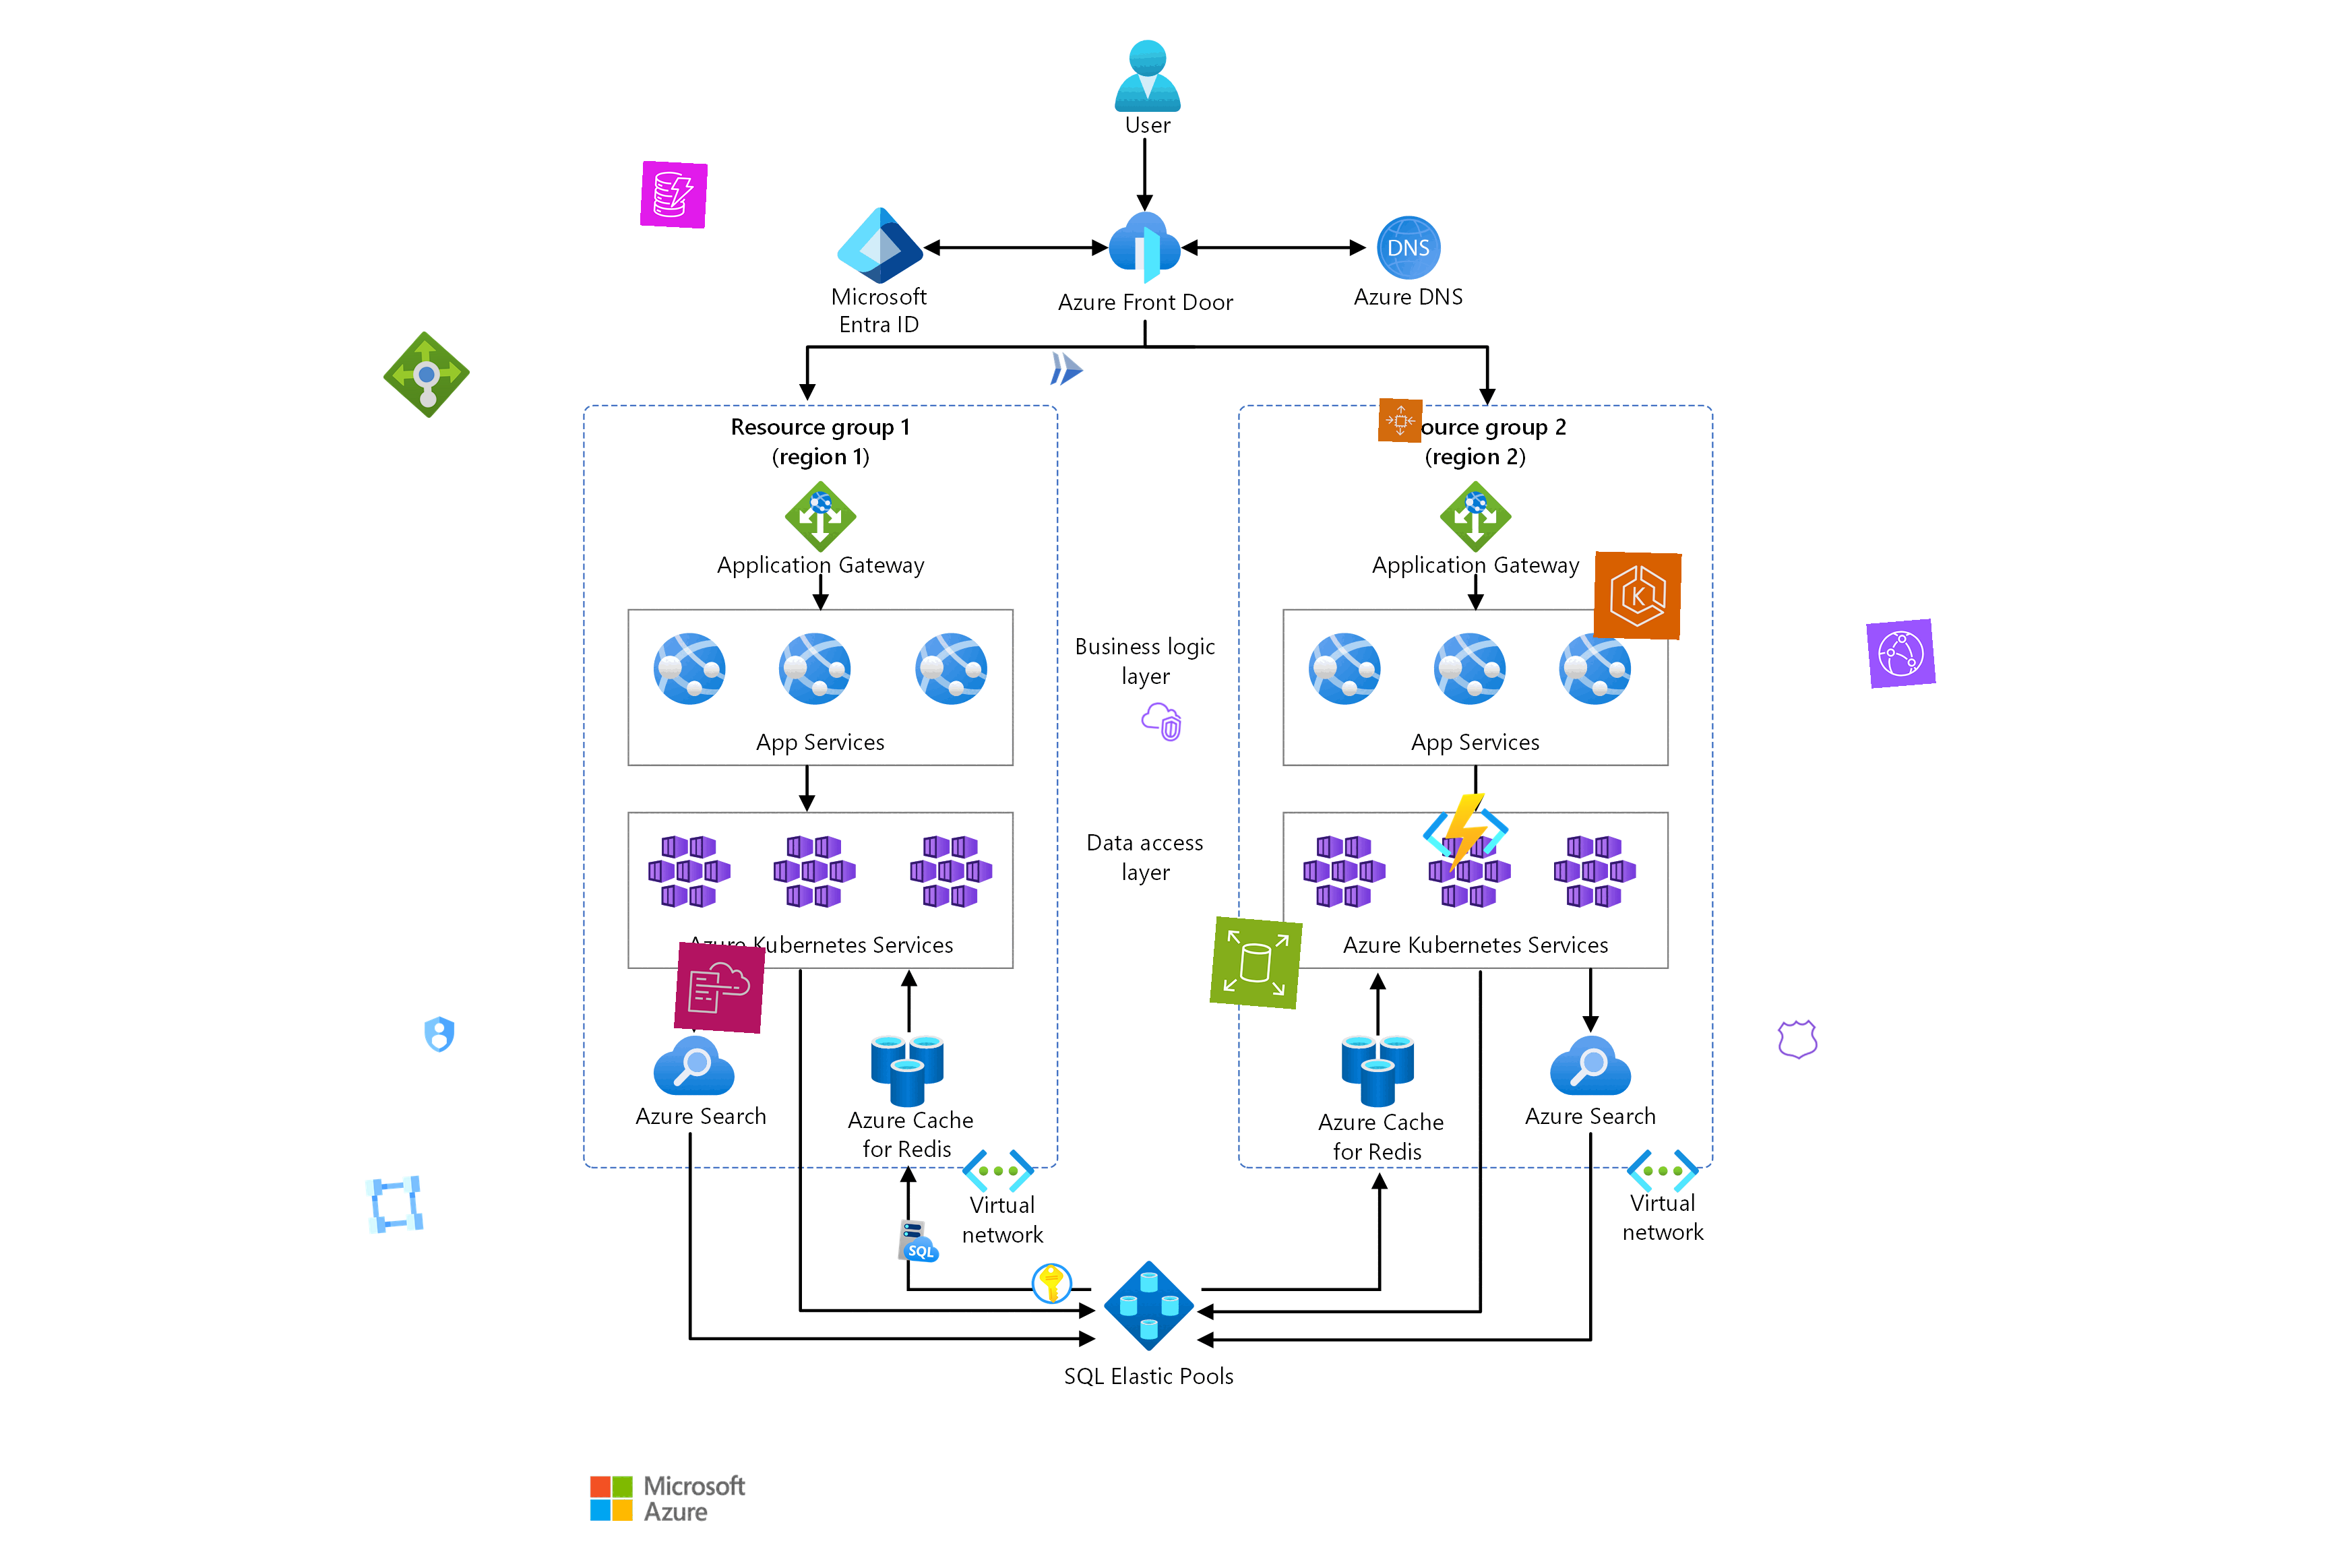 User
DNS
Microsoft
Entra ID
Azure Front Door
Azure DNS
Resource group 1
(region 1)
group 2
(region 2)
Application Gateway
Application Gateway
K
Business logic
layer
App Services
App Services
Data access
layer
Azure Kubernetes Services
Azure Kubernetes Services
Azure Search
Azure Cache
for Redis
Azure Cache
for Redis
Azure Search
Virtual
network
Virtual
network
SQL
SQL Elastic Pools
Microsoft
Azure